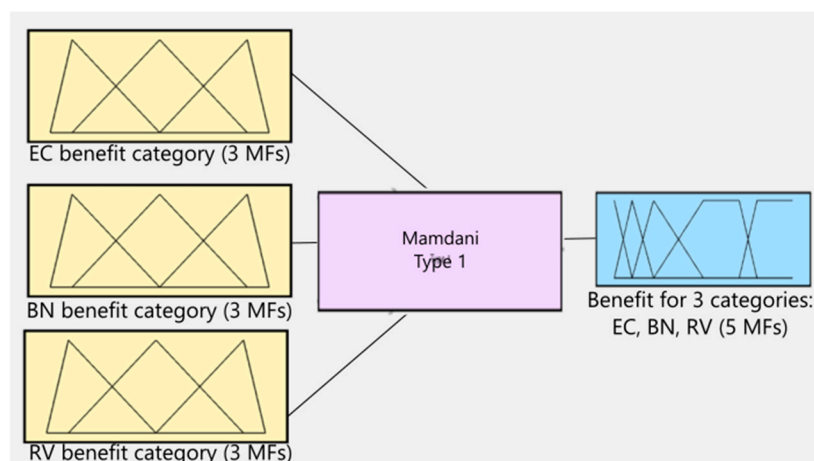 EC benefit category (3 MFs)
BN benefit category (3 MFs)
RV benefit category (3 MFs)
Mamdani
Type 1
Benefit for 3 categories:
EC, BN, RV (5 MFs)